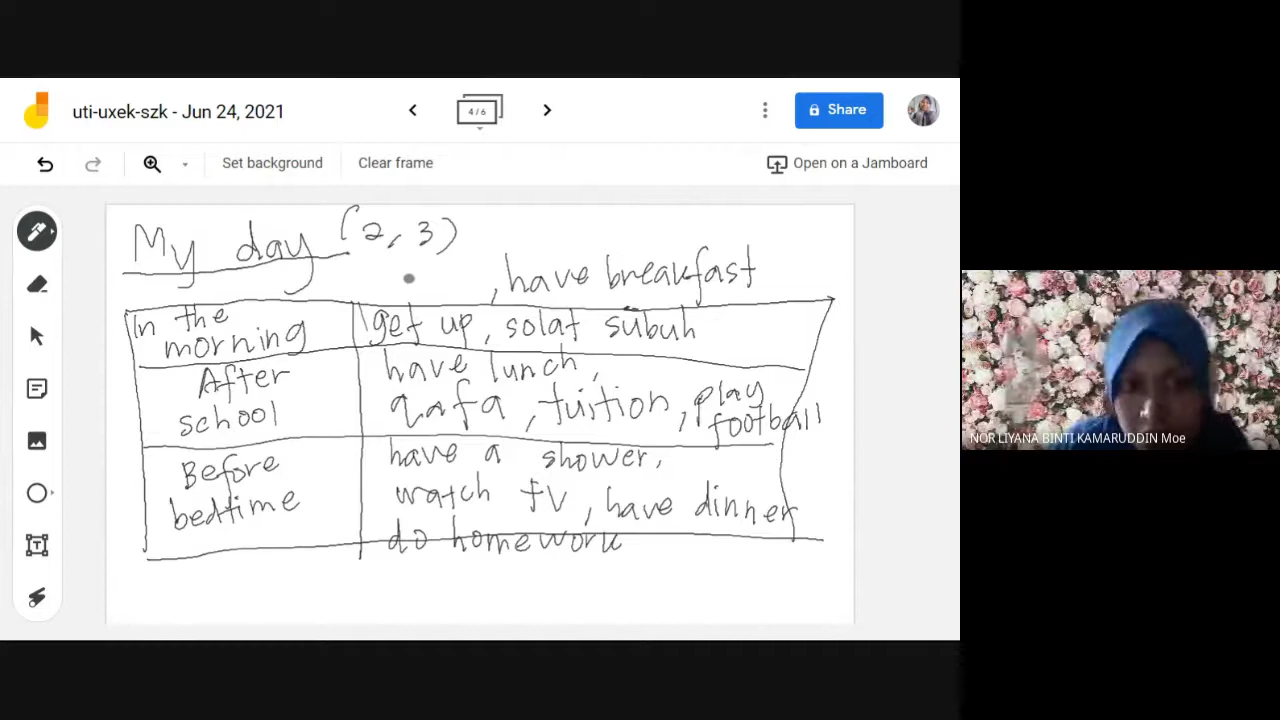 uti-uxek-szk - Jun 24, 2021
4/6
Share
Set background
Clear frame
Open on a Jamboard
My day (2, 3)
, have breakfast
In the
morning
get up, solat subuh
After
school
have lunch,
qafa, tuition, play
football
Before
bedtime
have a shower,
watch TV, have dinner
do homework
NOR LIYANA BINTI KAMARUDDIN Moe